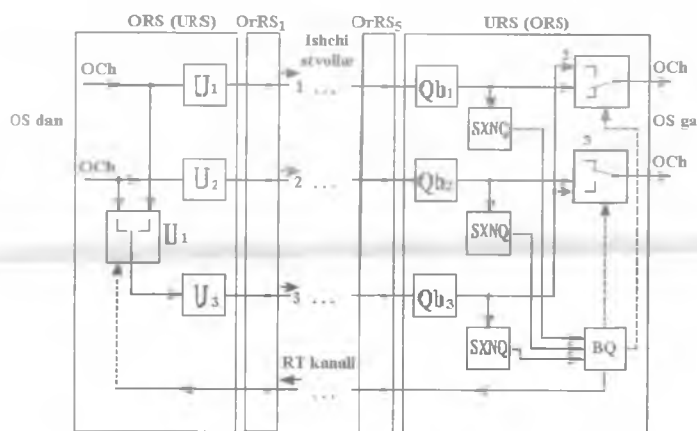 ORS (URS)
OrRS1
OrRS5
URS (ORS)
Ishchi
stvollar
OCh
U1
1 ...
Qb1
OCh
OS dan
SXNQ
OS ga
OCh
U2
2 ...
Qb2
3
OCh
U1
SXNQ
U3
3 ...
Qb3
SXNQ
BQ
RT kanali
...